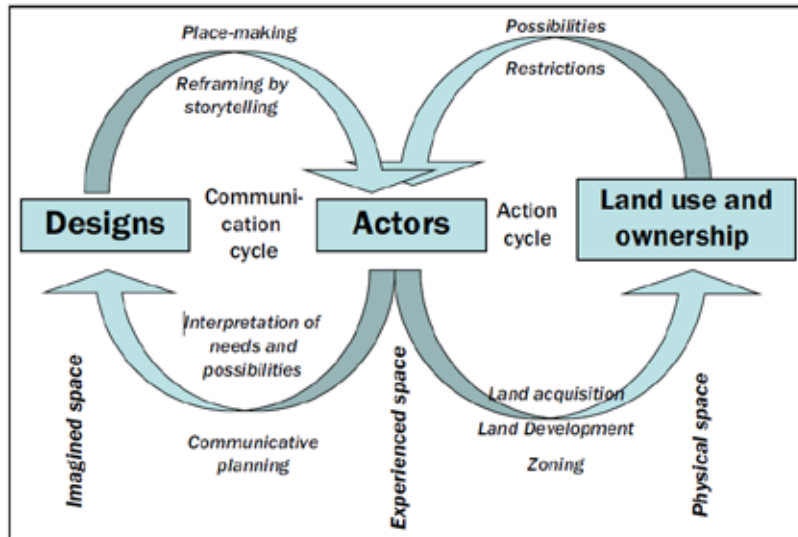 Place-making
Reframing by
storytelling
Possibilities
Restrictions
Designs
Communi-
cation
cycle
Actors
Action
cycle
Land use and
ownership
Interpretation of
needs and
possibilities
Communicative
planning
Land acquisition
Land Development
Zoning
Imagined space
Experienced space
Physical space